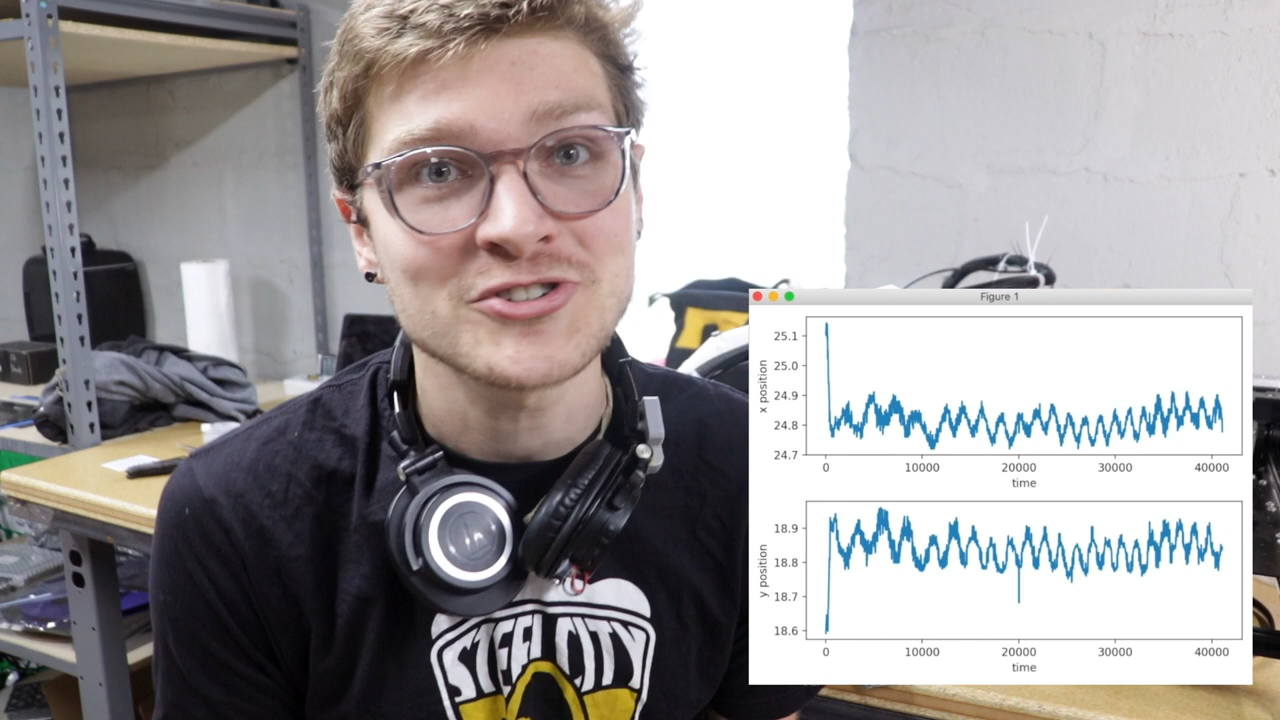 STEEL CITY
Figure 1
25.1
25.0
24.9
24.8
24.7
x position
0 10000 20000 30000 40000
time
18.9
18.8
18.7
18.6
y position
0 10000 20000 30000 40000
time